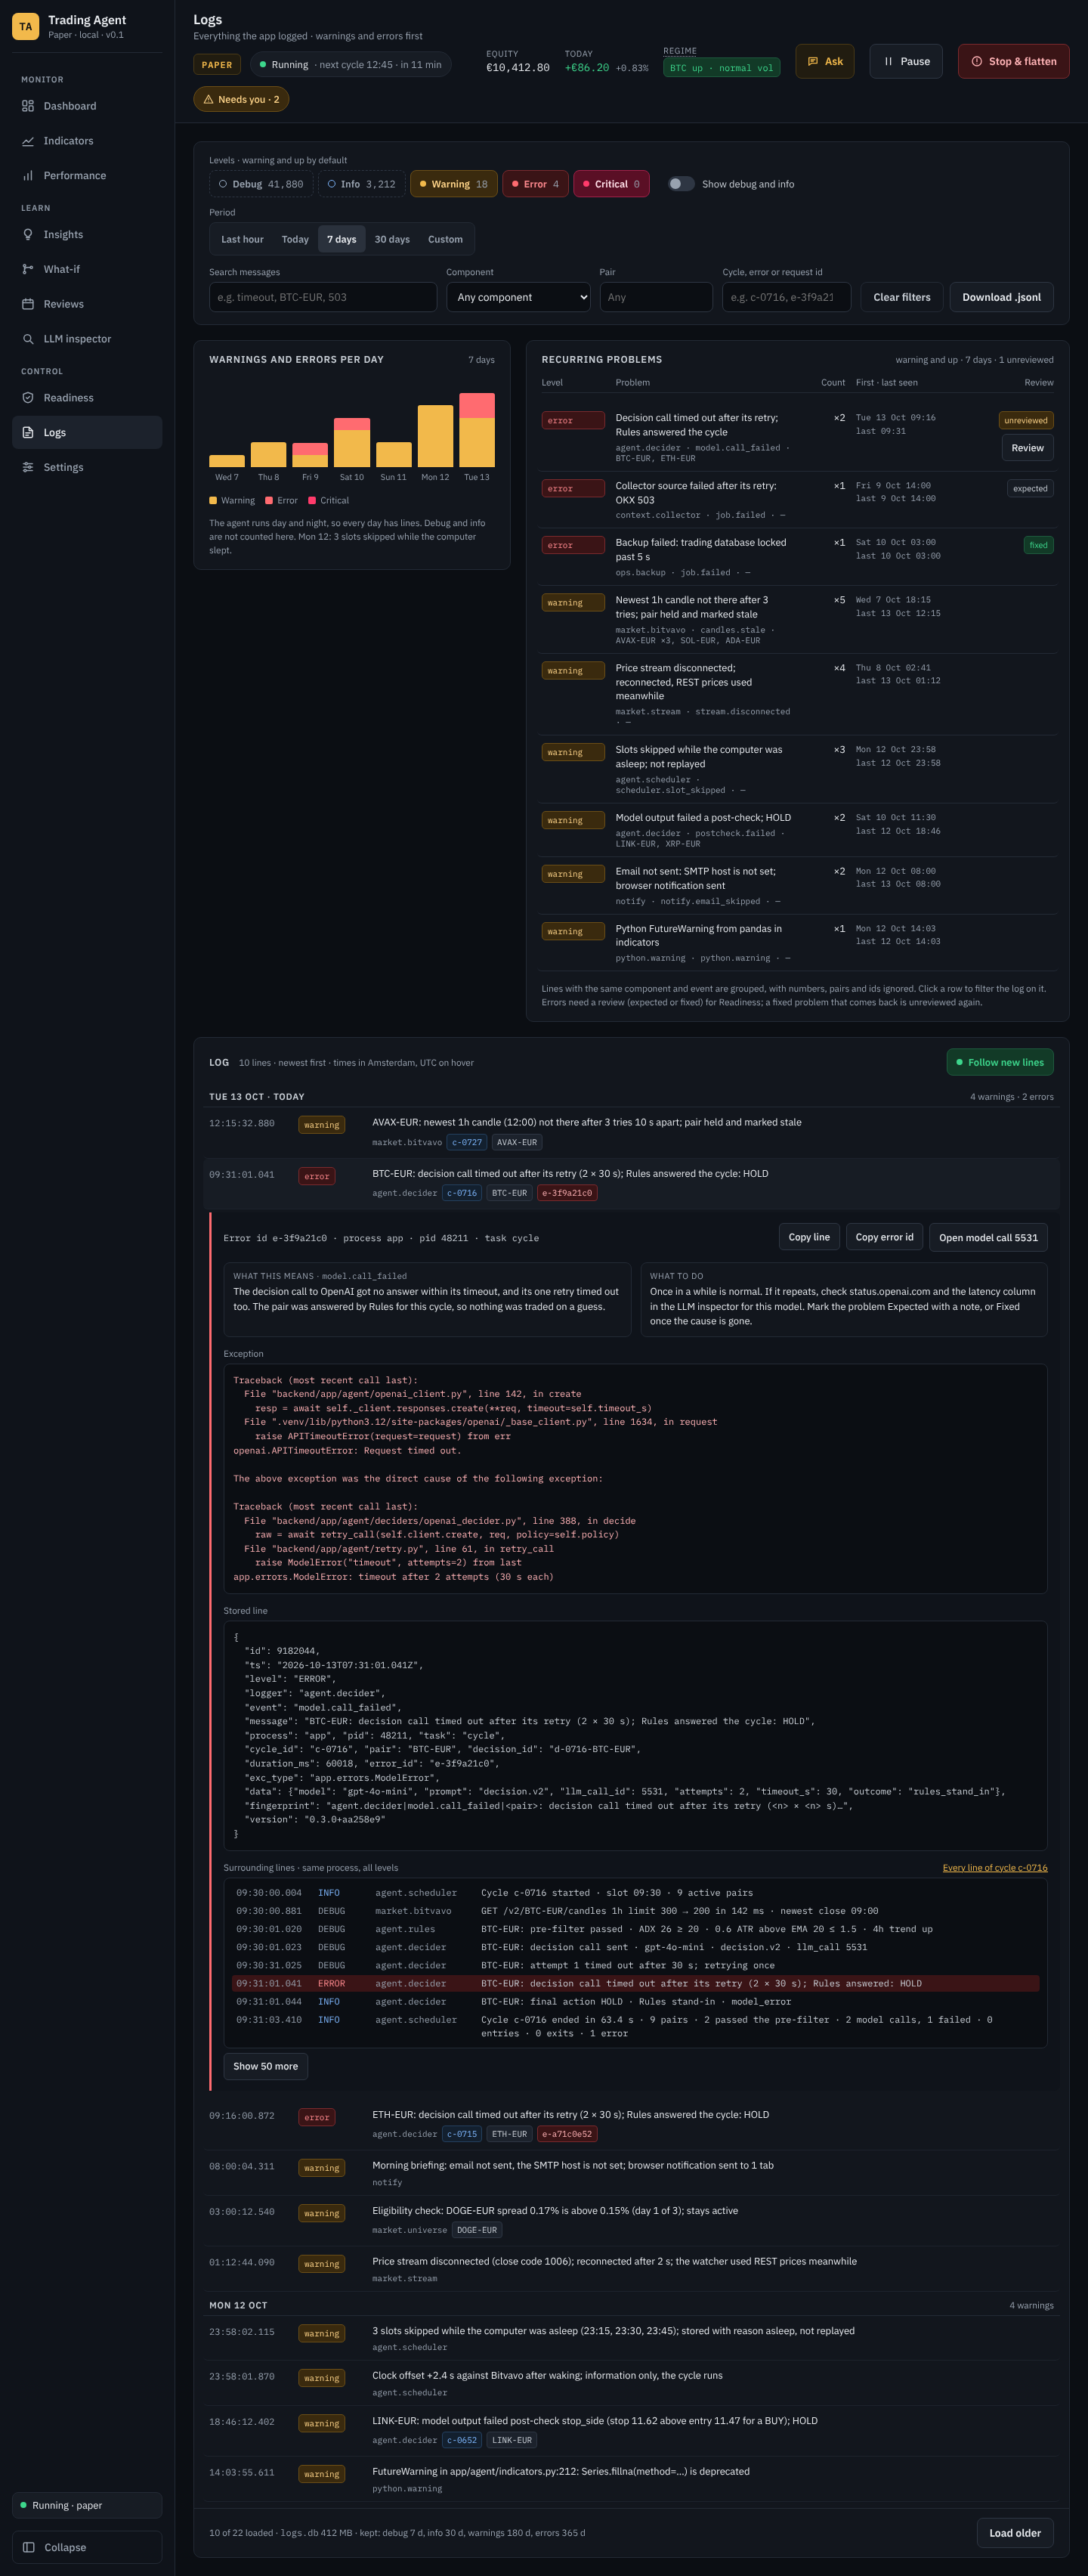 TA
Trading Agent
Paper · local · v0.1
MONITOR
Dashboard
Indicators
Performance
LEARN
Insights
What-if
Reviews
LLM inspector
CONTROL
Readiness
Logs
Settings
Running · paper
Collapse
Logs
Everything the app logged · warnings and errors first
PAPER
Running · next cycle 12:45 · in 11 min
EQUITY
€10,412.80
TODAY
+€86.20 +0.83%
REGIME
BTC up · normal vol
Ask
Pause
Stop & flatten
Needs you · 2
Levels · warning and up by default
Debug 41,880
Info 3,212
Warning 18
Error 4
Critical 0
Show debug and info
Period
Last hour
Today
7 days
30 days
Custom
Search messages
Component
Pair
Cycle, error or request id
e.g. timeout, BTC-EUR, 503
Any component
Any
e.g. c-0716, e-3f9a21
Clear filters
Download .jsonl
WARNINGS AND ERRORS PER DAY
7 days
Wed 7
Thu 8
Fri 9
Sat 10
Sun 11
Mon 12
Tue 13
Warning
Error
Critical
The agent runs day and night, so every day has lines. Debug and info
are not counted here. Mon 12: 3 slots skipped while the computer
slept.
RECURRING PROBLEMS
warning and up · 7 days · 1 unreviewed
Level
Problem
Count
First · last seen
Review
error
Decision call timed out after its retry;
Rules answered the cycle
agent.decider · model.call_failed ·
BTC-EUR, ETH-EUR
×2
Tue 13 Oct 09:16
last 09:31
unreviewed
Review
error
Collector source failed after its retry;
OKX 503
context.collector · job.failed · —
×1
Fri 9 Oct 14:00
last 9 Oct 14:00
expected
error
Backup failed: trading database locked
past 5 s
ops.backup · job.failed · —
×1
Sat 10 Oct 03:00
last 10 Oct 03:00
fixed
warning
Newest 1h candle not there after 3
tries; pair held and marked stale
market.bitvavo · candles.stale ·
AVAX-EUR ×3, SOL-EUR, ADA-EUR
×5
Wed 7 Oct 18:15
last 13 Oct 12:15
warning
Price stream disconnected;
reconnected, REST prices used
meanwhile
market.stream · stream.disconnected
· —
×4
Thu 8 Oct 02:41
last 13 Oct 01:12
warning
Slots skipped while the computer was
asleep; not replayed
agent.scheduler ·
scheduler.slot_skipped · —
×3
Mon 12 Oct 23:58
last 12 Oct 23:58
warning
Model output failed a post-check; HOLD
agent.decider · postcheck.failed ·
LINK-EUR, XRP-EUR
×2
Sat 10 Oct 11:30
last 12 Oct 18:46
warning
Email not sent: SMTP host is not set;
browser notification sent
notify · notify.email_skipped · —
×2
Mon 12 Oct 08:00
last 13 Oct 08:00
warning
Python FutureWarning from pandas in
indicators
python.warning · python.warning · —
×1
Mon 12 Oct 14:03
last 12 Oct 14:03
Lines with the same component and event are grouped, with numbers, pairs and ids ignored. Click a row to filter the log on it.
Errors need a review (expected or fixed) for Readiness; a fixed problem that comes back is unreviewed again.
LOG 10 lines · newest first · times in Amsterdam, UTC on hover
Follow new lines
TUE 13 OCT · TODAY
4 warnings · 2 errors
12:15:32.880
warning
AVAX-EUR: newest 1h candle (12:00) not there after 3 tries 10 s apart; pair held and marked stale
market.bitvavo c-0727 AVAX-EUR
09:31:01.041
error
BTC-EUR: decision call timed out after its retry (2 × 30 s); Rules answered the cycle: HOLD
agent.decider c-0716 BTC-EUR e-3f9a21c0
Error id e-3f9a21c0 · process app · pid 48211 · task cycle
Copy line
Copy error id
Open model call 5531
WHAT THIS MEANS · model.call_failed
The decision call to OpenAI got no answer within its timeout, and its one retry timed out
too. The pair was answered by Rules for this cycle, so nothing was traded on a guess.
WHAT TO DO
Once in a while is normal. If it repeats, check status.openai.com and the latency column
in the LLM inspector for this model. Mark the problem Expected with a note, or Fixed
once the cause is gone.
Exception
Traceback (most recent call last):
File "backend/app/agent/openai_client.py", line 142, in create
resp = await self._client.responses.create(**req, timeout=self.timeout_s)
File ".venv/lib/python3.12/site-packages/openai/_base_client.py", line 1634, in request
raise APITimeoutError(request=request) from err
openai.APITimeoutError: Request timed out.
The above exception was the direct cause of the following exception:
Traceback (most recent call last):
File "backend/app/agent/deciders/openai_decider.py", line 388, in decide
raw = await retry_call(self.client.create, req, policy=self.policy)
File "backend/app/agent/retry.py", line 61, in retry_call
raise ModelError("timeout", attempts=2) from last
app.errors.ModelError: timeout after 2 attempts (30 s each)
Stored line
{
"id": 9182044,
"ts": "2026-10-13T07:31:01.041Z",
"level": "ERROR",
"logger": "agent.decider",
"event": "model.call_failed",
"message": "BTC-EUR: decision call timed out after its retry (2 × 30 s); Rules answered the cycle: HOLD",
"process": "app", "pid": 48211, "task": "cycle",
"cycle_id": "c-0716", "pair": "BTC-EUR", "decision_id": "d-0716-BTC-EUR",
"duration_ms": 60018, "error_id": "e-3f9a21c0",
"exc_type": "app.errors.ModelError",
"data": {"model": "gpt-4o-mini", "prompt": "decision.v2", "llm_call_id": 5531, "attempts": 2, "timeout_s": 30, "outcome": "rules_stand_in"},
"fingerprint": "agent.decider|model.call_failed|<pair>: decision call timed out after its retry (<n> × <n> s)…",
"version": "0.3.0+aa258e9"
}
Surrounding lines · same process, all levels
Every line of cycle c-0716
09:30:00.004 INFO agent.scheduler Cycle c-0716 started · slot 09:30 · 9 active pairs
09:30:00.881 DEBUG market.bitvavo GET /v2/BTC-EUR/candles 1h limit 300 → 200 in 142 ms · newest close 09:00
09:30:01.020 DEBUG agent.rules BTC-EUR: pre-filter passed · ADX 26 ≥ 20 · 0.6 ATR above EMA 20 ≤ 1.5 · 4h trend up
09:30:01.023 DEBUG agent.decider BTC-EUR: decision call sent · gpt-4o-mini · decision.v2 · llm_call 5531
09:30:31.025 DEBUG agent.decider BTC-EUR: attempt 1 timed out after 30 s; retrying once
09:31:01.041 ERROR agent.decider BTC-EUR: decision call timed out after its retry (2 × 30 s); Rules answered: HOLD
09:31:01.044 INFO agent.decider BTC-EUR: final action HOLD · Rules stand-in · model_error
09:31:03.410 INFO agent.scheduler Cycle c-0716 ended in 63.4 s · 9 pairs · 2 passed the pre-filter · 2 model calls, 1 failed · 0
entries · 0 exits · 1 error
Show 50 more
09:16:00.872
error
ETH-EUR: decision call timed out after its retry (2 × 30 s); Rules answered the cycle: HOLD
agent.decider c-0715 ETH-EUR e-a71c0e52
08:00:04.311
warning
Morning briefing: email not sent, the SMTP host is not set; browser notification sent to 1 tab
notify
03:00:12.540
warning
Eligibility check: DOGE-EUR spread 0.17% is above 0.15% (day 1 of 3); stays active
market.universe DOGE-EUR
01:12:44.090
warning
Price stream disconnected (close code 1006); reconnected after 2 s; the watcher used REST prices meanwhile
market.stream
MON 12 OCT
4 warnings
23:58:02.115
warning
3 slots skipped while the computer was asleep (23:15, 23:30, 23:45); stored with reason asleep, not replayed
agent.scheduler
23:58:01.870
warning
Clock offset +2.4 s against Bitvavo after waking; information only, the cycle runs
agent.scheduler
18:46:12.402
warning
LINK-EUR: model output failed post-check stop_side (stop 11.62 above entry 11.47 for a BUY); HOLD
agent.decider c-0652 LINK-EUR
14:03:55.611
warning
FutureWarning in app/agent/indicators.py:212: Series.fillna(method=…) is deprecated
python.warning
10 of 22 loaded · logs.db 412 MB · kept: debug 7 d, info 30 d, warnings 180 d, errors 365 d
Load older